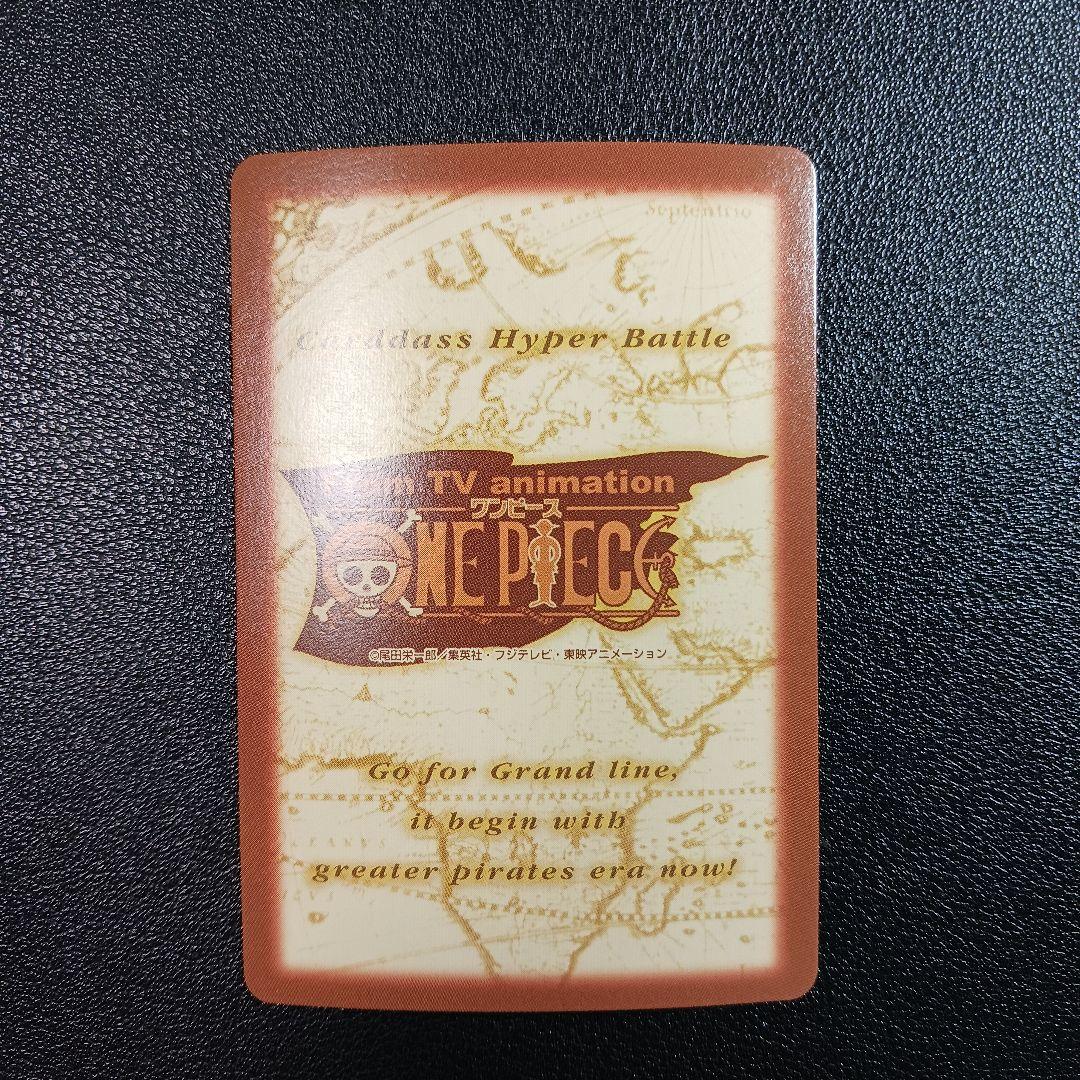 Septentrio
Carddass Hyper Battle
from TV animation
ワンピース
ONE PIECE
©尾田栄一郎／集英社・フジテレビ・東映アニメーション
Go for Grand line,
it begin with
greater pirates era now!